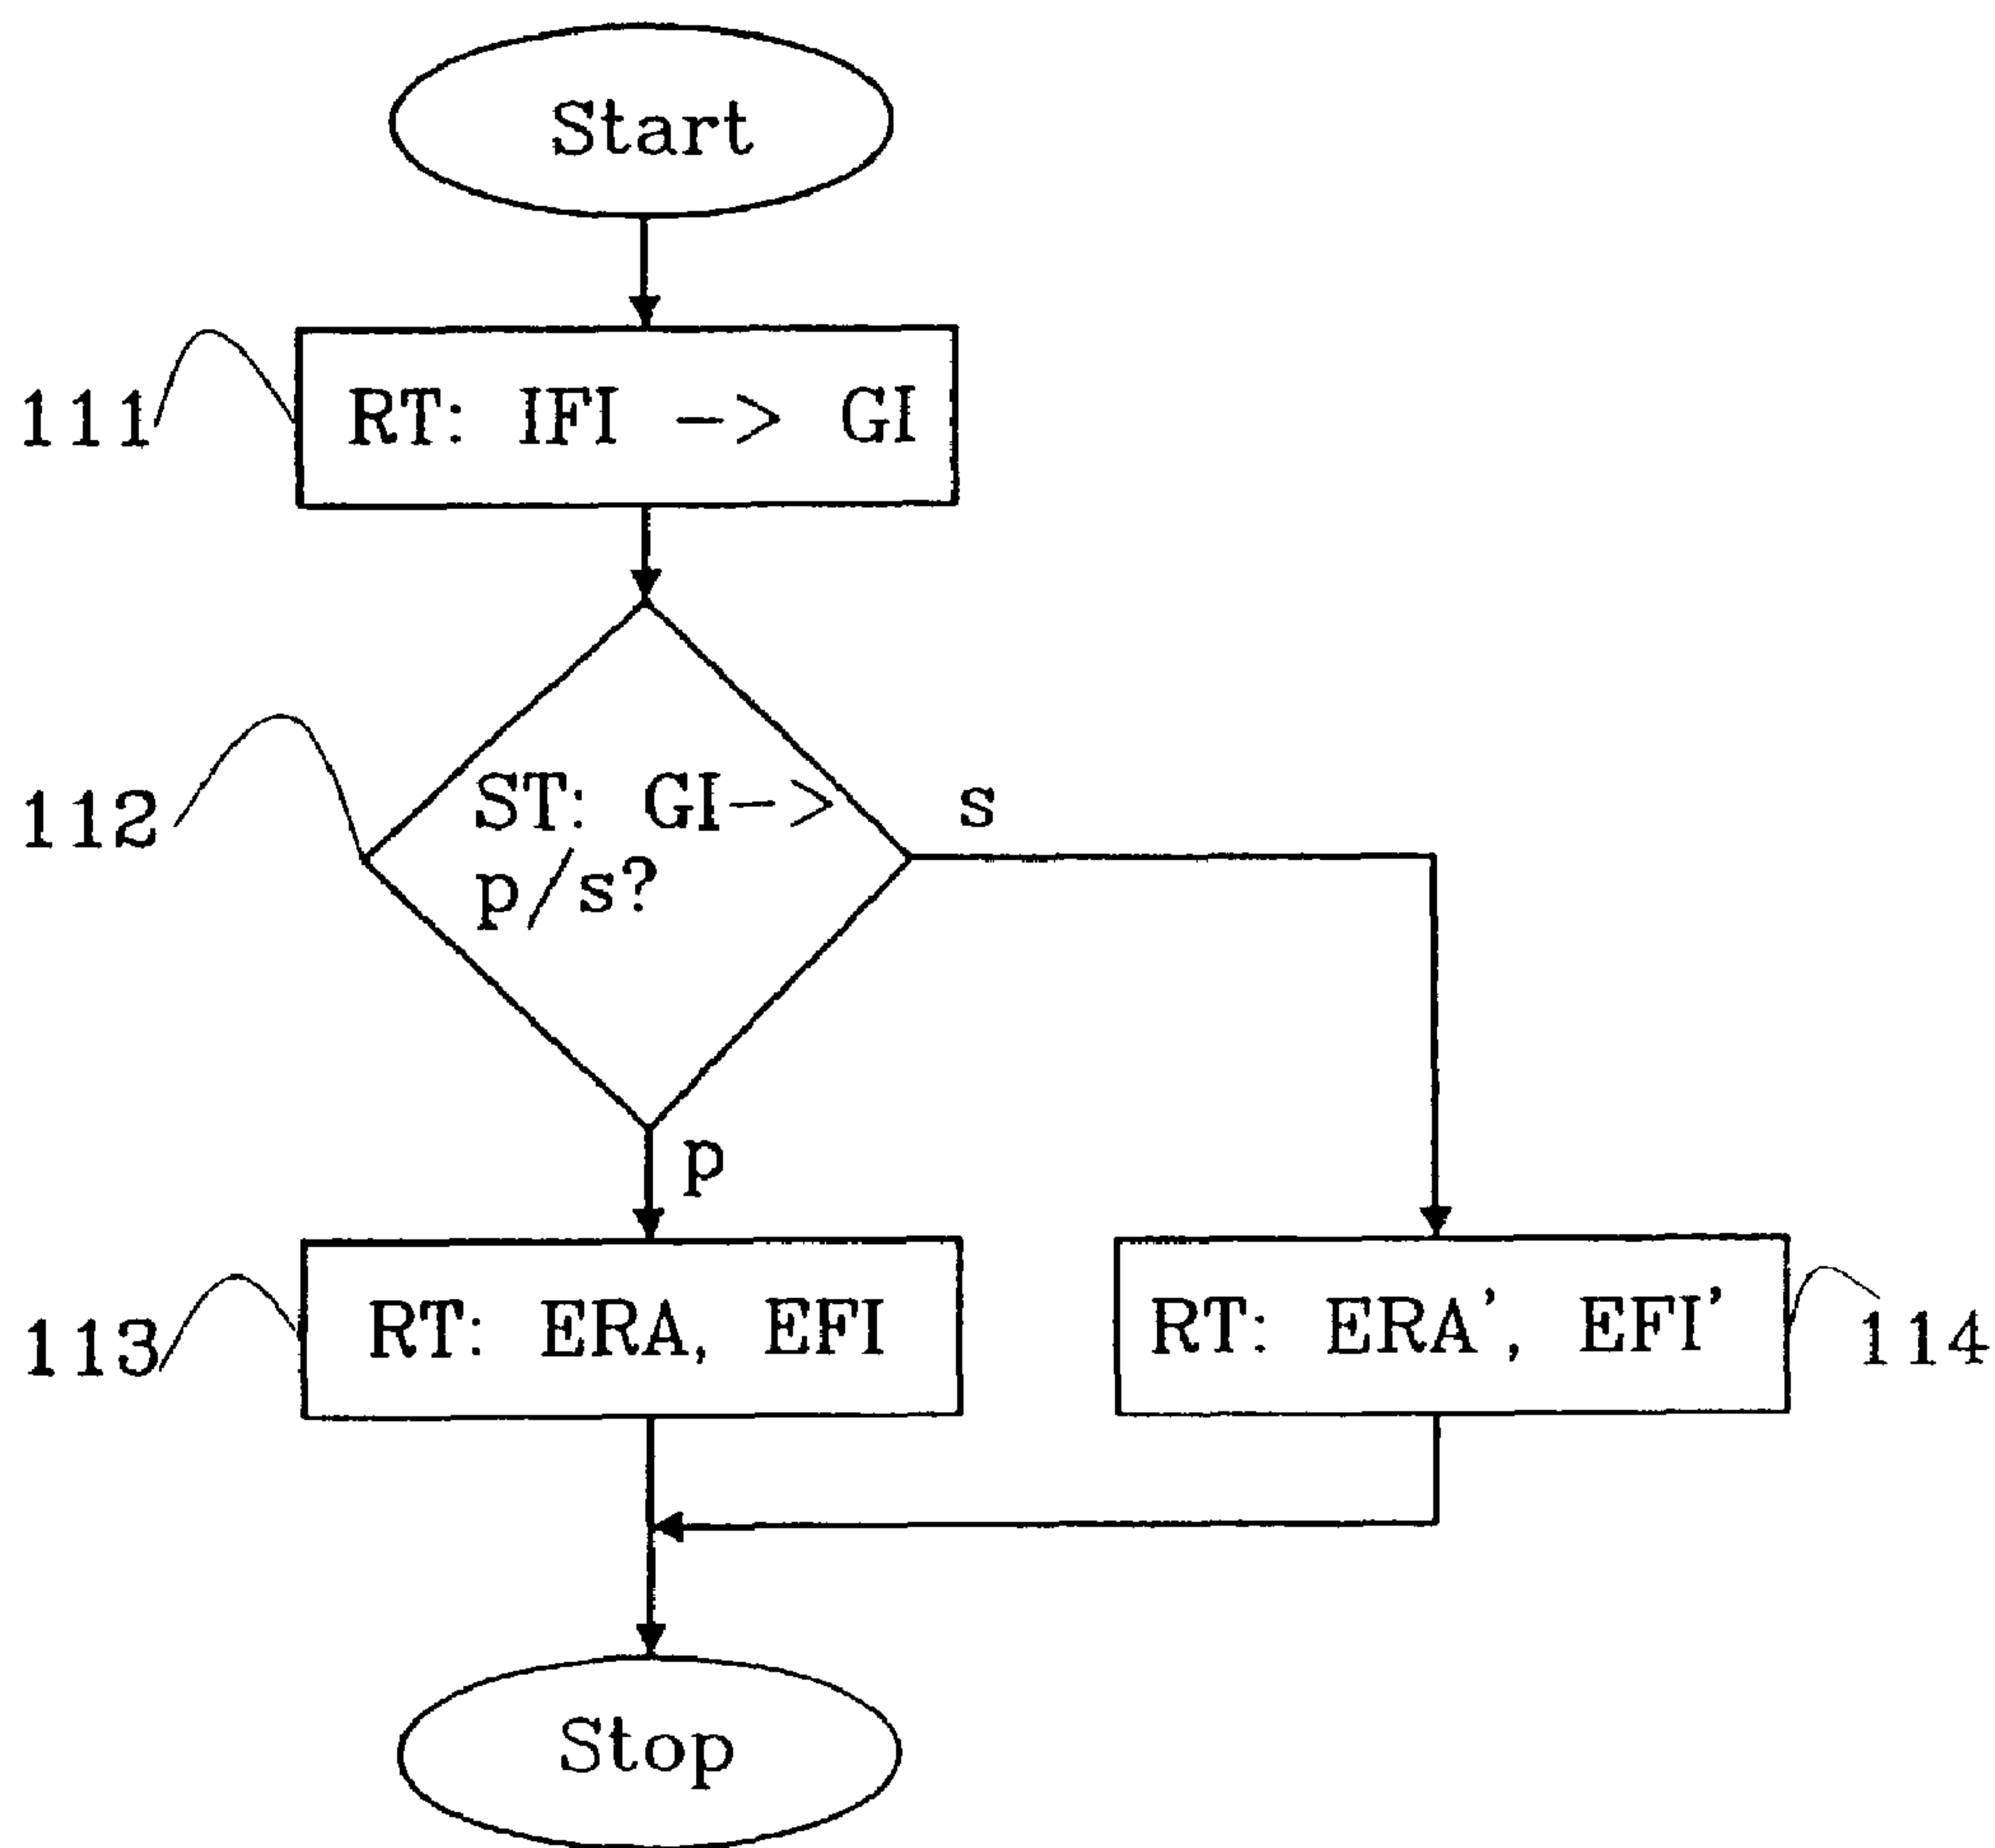 Start
111
RT: IFI -> GI
112
ST: GI->
p/s?
s
p
113
RT: ERA, EFI
RT: ERA', EFI'
114
Stop